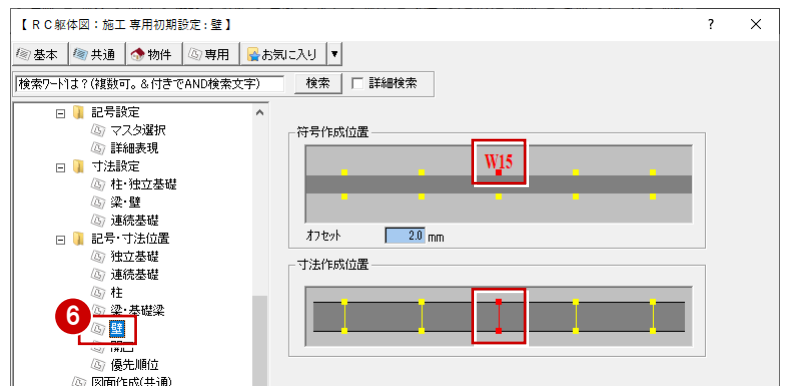 【 ＲＣ躯体図：施工 専用初期設定 : 壁 】 ? ×
基本 共通 物件 専用 お気に入り ▼
検索ワードは？(複数可。＆付きでAND検索文字) 検索 詳細検索
記号設定
マスタ選択
詳細表現
寸法設定
柱・独立基礎
梁・壁
連続基礎
記号・寸法位置
独立基礎
連続基礎
柱
梁・基礎梁
6
壁
優先順位
図面作成(共通)
符号作成位置
W15
オフセット 2.0 mm
寸法作成位置